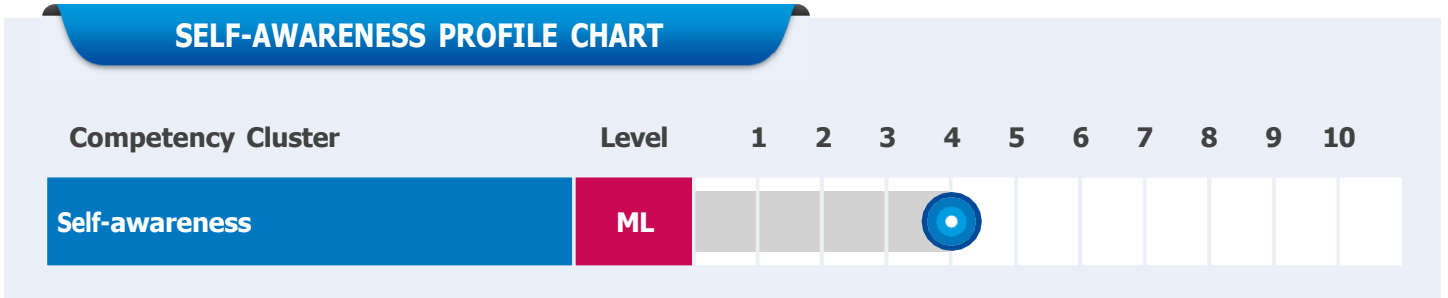 SELF-AWARENESS PROFILE CHART
Competency Cluster Level 1 2 3 4 5 6 7 8 9 10
Self-awareness ML